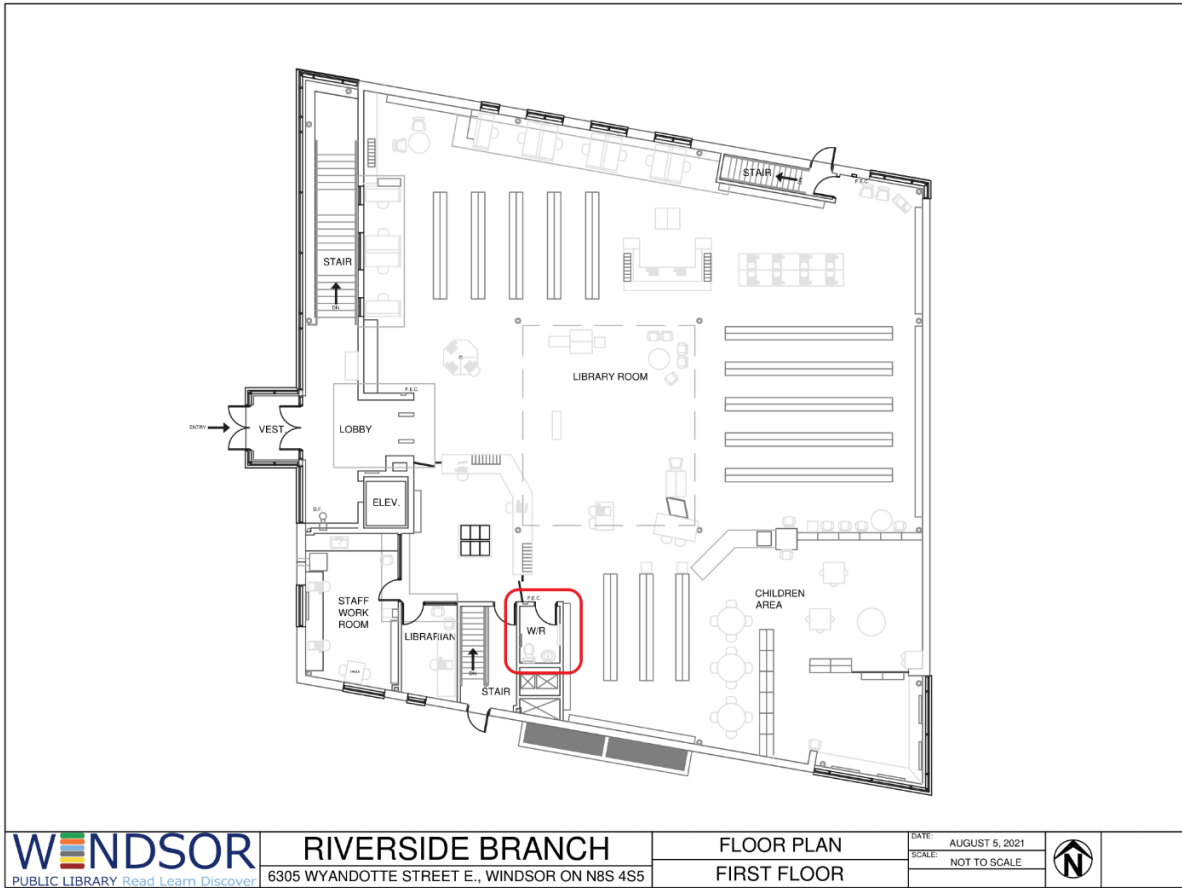 STAIR
F.E.C.
STAIR
DN
LIBRARY ROOM
F.E.C.
ENTRY
VEST.
LOBBY
ELEV.
D.F.
STAFF
WORK
ROOM
LIBRARIAN
DN
STAIR
F.E.C.
W/R
CHILDREN
AREA
WINDSOR
PUBLIC LIBRARY Read Learn Discover
RIVERSIDE BRANCH
6305 WYANDOTTE STREET E., WINDSOR ON N8S 4S5
FLOOR PLAN
FIRST FLOOR
DATE:
AUGUST 5, 2021
SCALE:
NOT TO SCALE
N